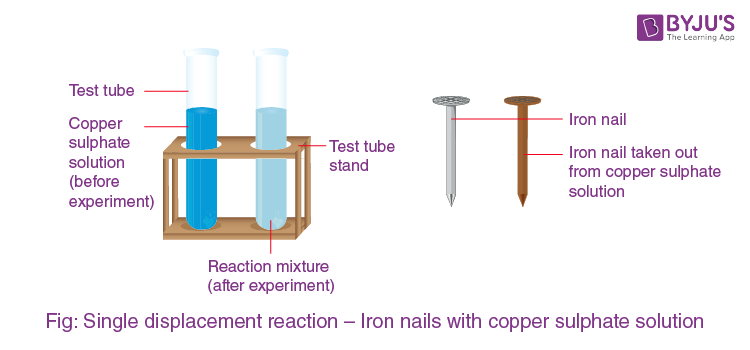 BYJU'S
The Learning App
Test tube
Copper
sulphate
solution
(before
experiment)
Test tube
stand
Reaction mixture
(after experiment)
Iron nail
Iron nail taken out
from copper sulphate
solution
Fig: Single displacement reaction – Iron nails with copper sulphate solution